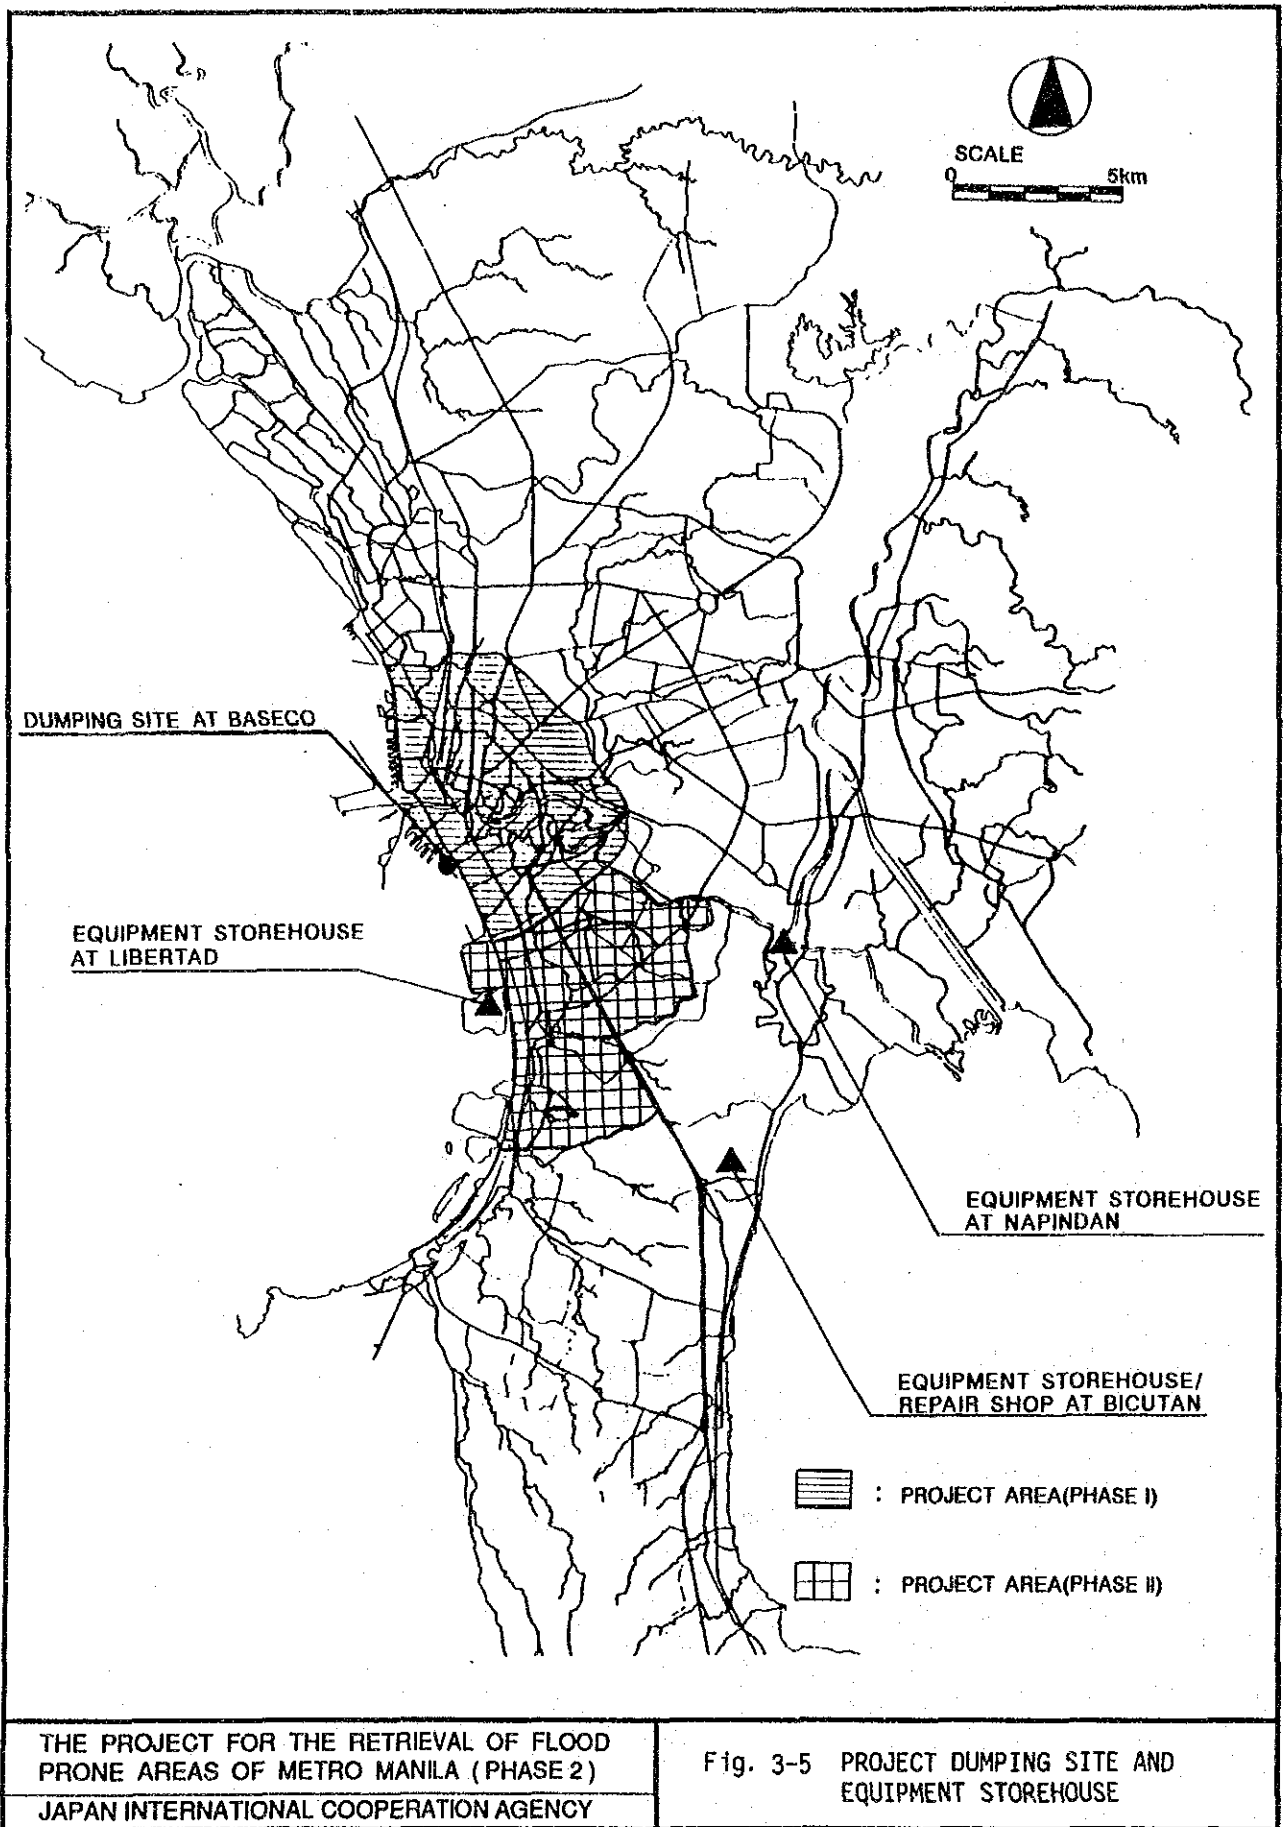 SCALE
0 5km
DUMPING SITE AT BASECO
EQUIPMENT STOREHOUSE
AT LIBERTAD
EQUIPMENT STOREHOUSE
AT NAPINDAN
EQUIPMENT STOREHOUSE/
REPAIR SHOP AT BICUTAN
: PROJECT AREA(PHASE I)
: PROJECT AREA(PHASE II)
THE PROJECT FOR THE RETRIEVAL OF FLOOD
PRONE AREAS OF METRO MANILA (PHASE 2)
JAPAN INTERNATIONAL COOPERATION AGENCY
Fig. 3-5 PROJECT DUMPING SITE AND
EQUIPMENT STOREHOUSE